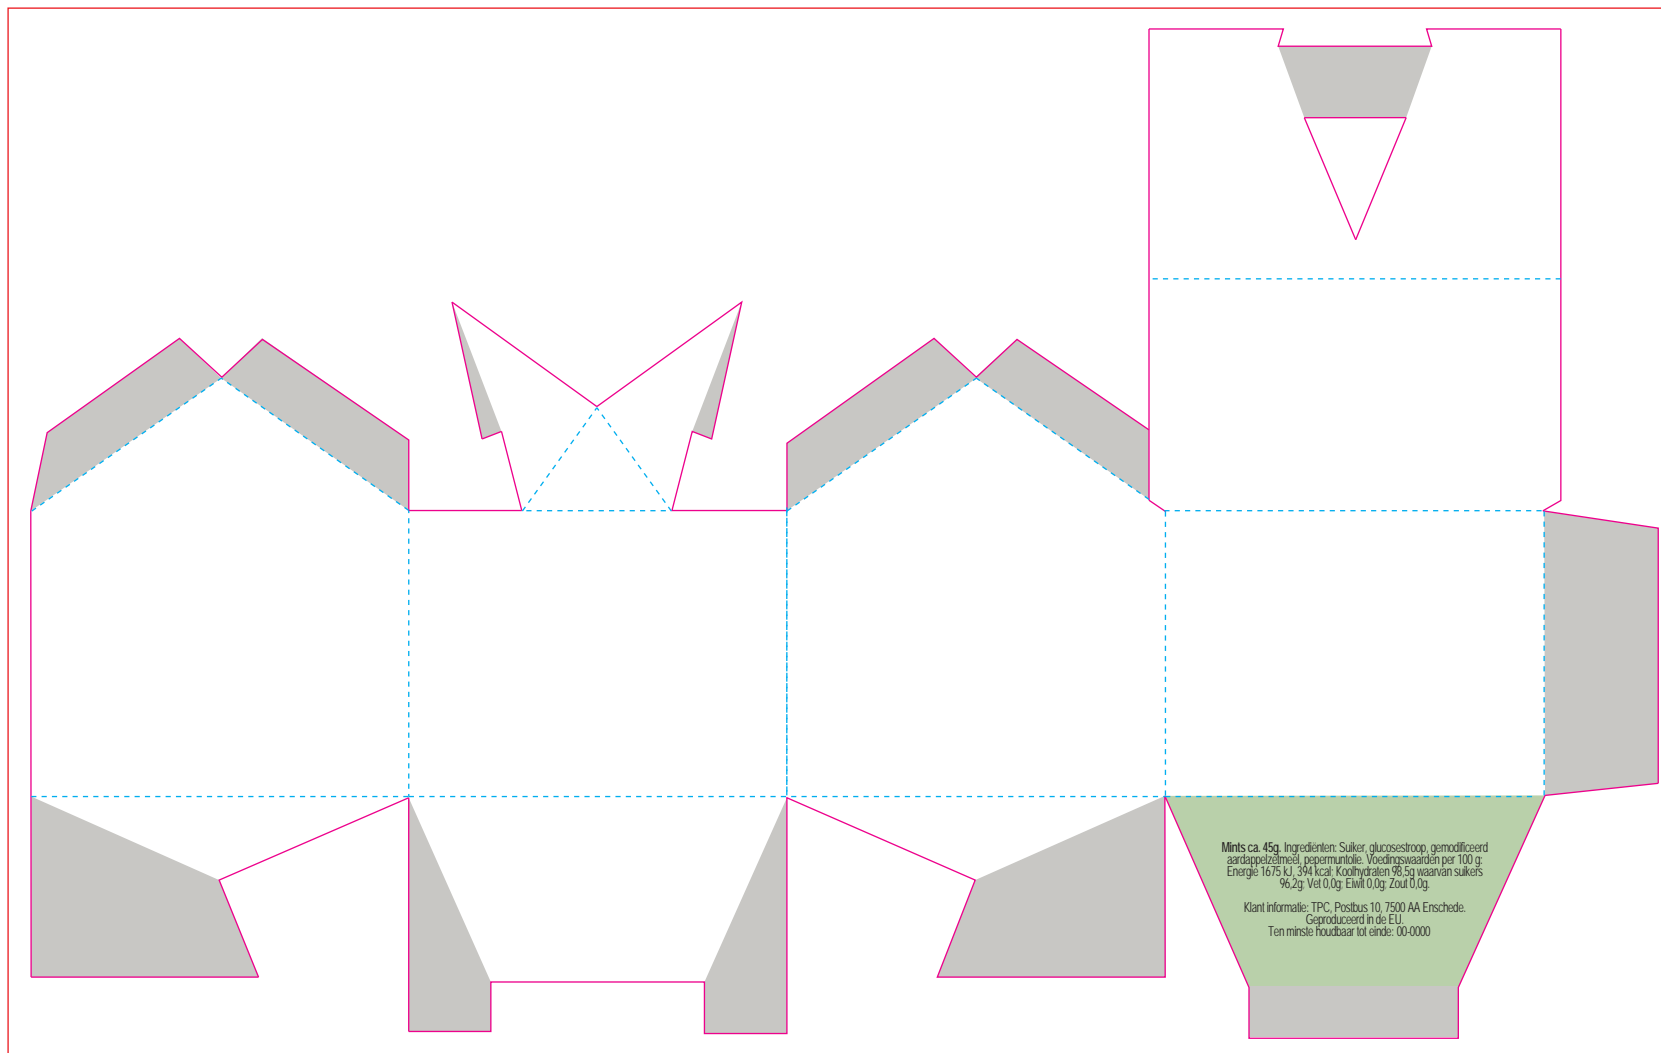 Mints ca. 45g. Ingrediënten: Suiker, glucosestroop, gemodificeerd
aardappelzetmeel, pepermuntolie. Voedingswaarden per 100 g:
Energie 1675 kJ, 394 kcal: Koolhydraten 98,5g waarvan suikers
96,2g: Vet 0,0g: Eiwit 0,0g: Zout 0,0g.
Klant informatie: TPC, Postbus 10, 7500 AA Enschede.
Geproduceerd in de EU.
Ten minste houdbaar tot einde: 00-0000